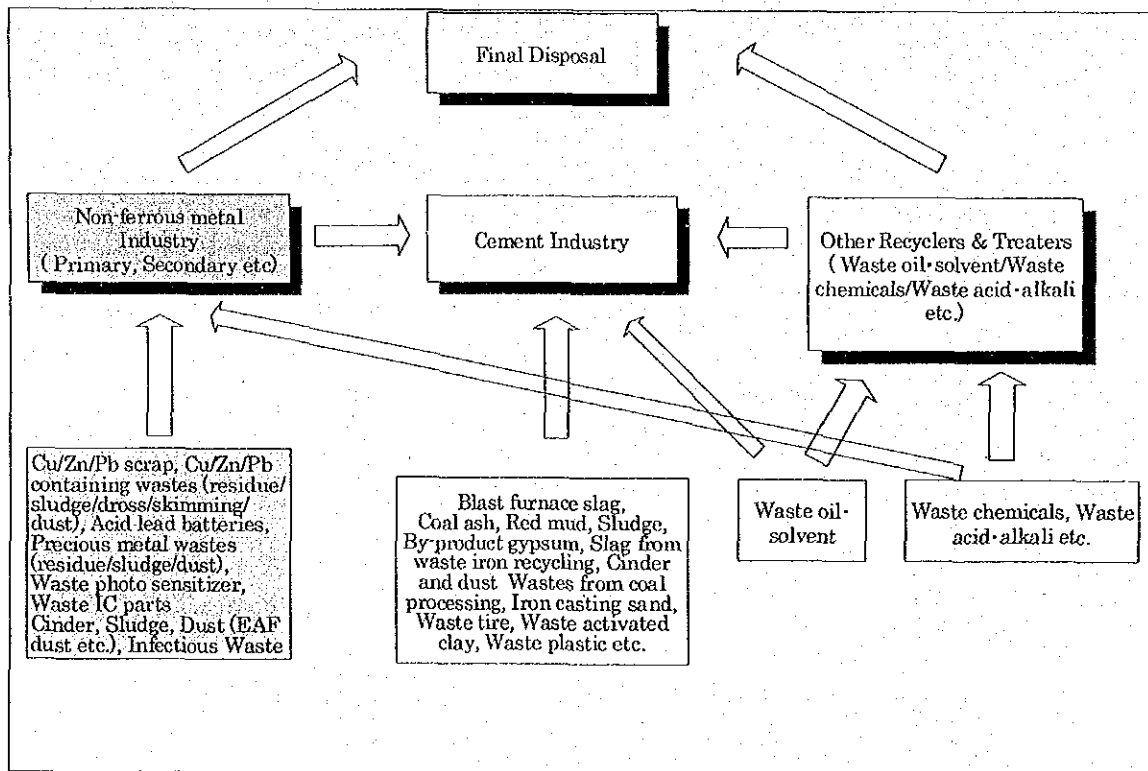 Final Disposal
Non-ferrous metal
Industry
( Primary, Secondary etc)
Cement Industry
Other Recyclers & Treaters
( Waste oil·solvent/Waste
chemicals/Waste acid·alkali
etc.)
Cu/Zn/Pb scrap, Cu/Zn/Pb
containing wastes (residue/
sludge/dross/skimming/
dust), Acid lead batteries,
Precious metal wastes
(residue/sludge/dust),
Waste photo sensitizer,
Waste IC parts
Cinder, Sludge, Dust (EAF
dust etc.), Infectious Waste
Blast furnace slag,
Coal ash, Red mud, Sludge,
By-product gypsum, Slag from
waste iron recycling, Cinder
and dust Wastes from coal
processing, Iron casting sand,
Waste tire, Waste activated
clay, Waste plastic etc.
Waste oil·
solvent
Waste chemicals, Waste
acid·alkali etc.